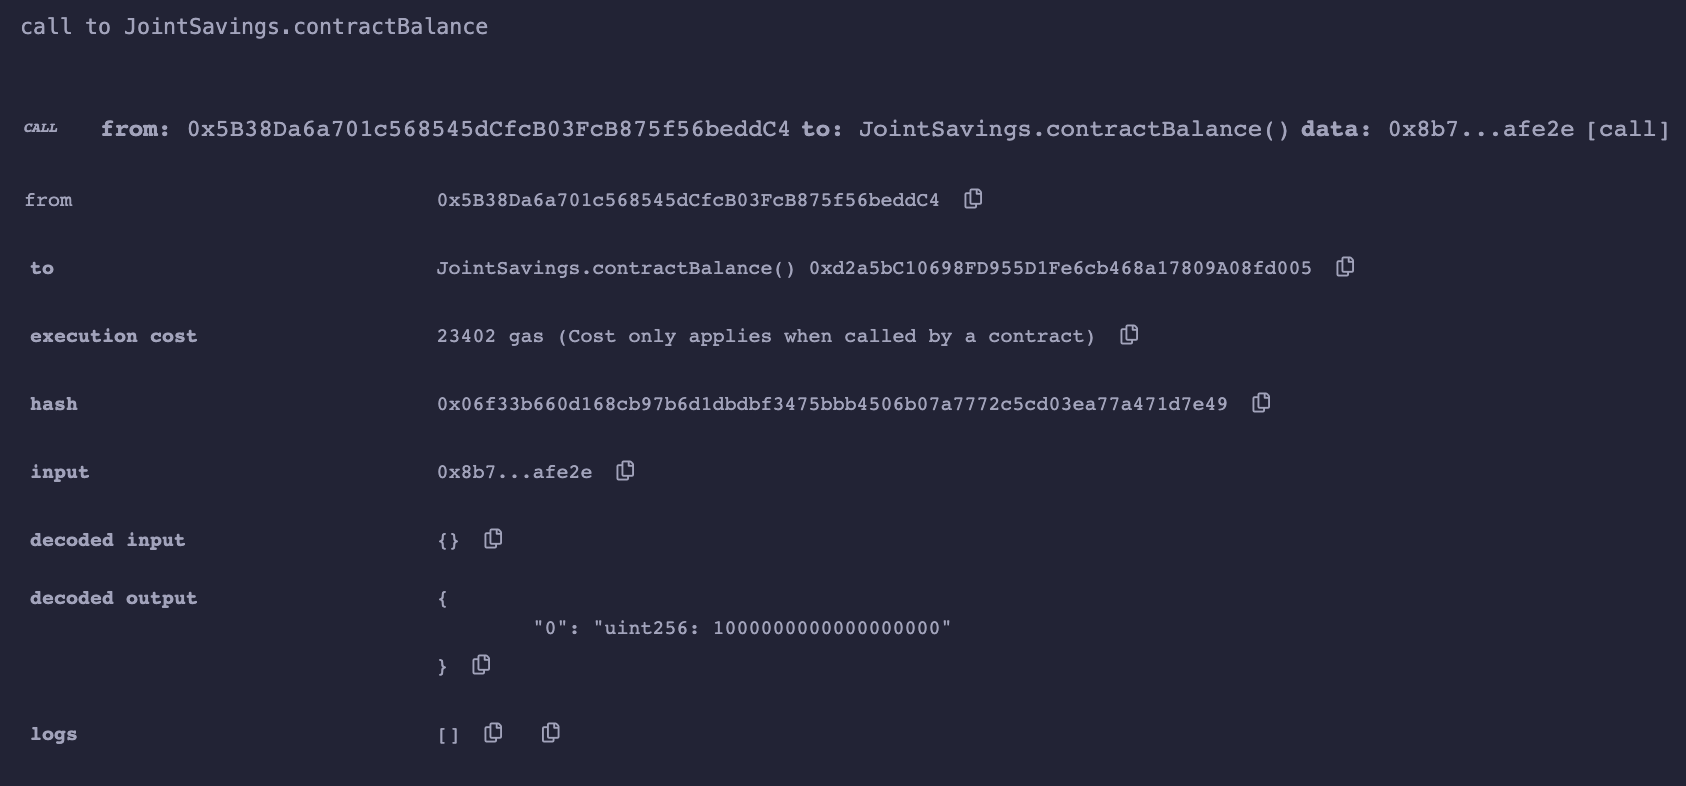 call to JointSavings.contractBalance
CALL from: 0x5B38Da6a701c568545dCfcB03FcB875f56beddC4 to: JointSavings.contractBalance() data: 0x8b7...afe2e [call]
from 0x5B38Da6a701c568545dCfcB03FcB875f56beddC4
to JointSavings.contractBalance() 0xd2a5bC10698FD955D1Fe6cb468a17809A08fd005
execution cost 23402 gas (Cost only applies when called by a contract)
hash 0x06f33b660d168cb97b6d1dbdbf3475bbb4506b07a7772c5cd03ea77a471d7e49
input 0x8b7...afe2e
decoded input {}
decoded output {
"0": "uint256: 1000000000000000000"
}
logs []